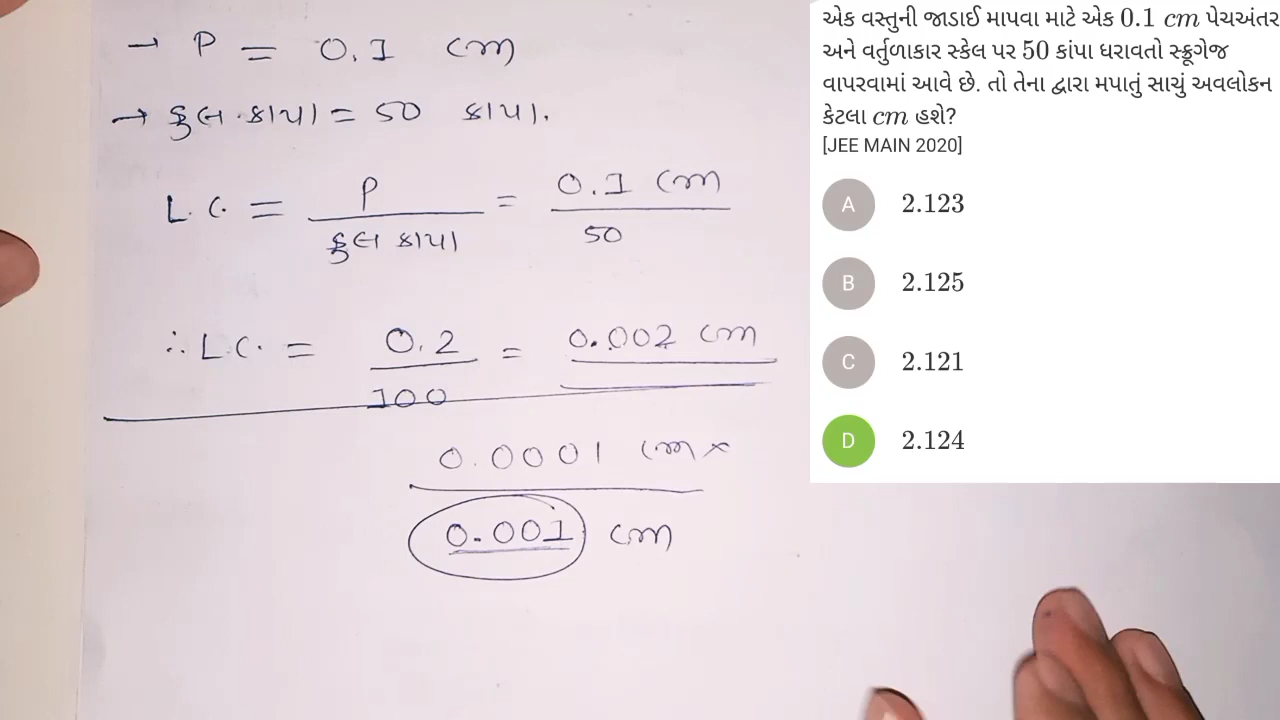 → P = 0.1 cm
→ કુલ કાપા = 50 કાપા.
L.C. = P / કુલ કાપા = 0.1 cm / 50
∴ L.C. = 0.2 / 100 = 0.002 cm
0.0001 cm ×
0.001 cm
એક વસ્તુની જાડાઈ માપવા માટે એક 0.1 cm પેચઅંતર
અને વર્તુળાકાર સ્કેલ પર 50 કાંપા ધરાવતો સ્ક્રૂગેજ
વાપરવામાં આવે છે. તો તેના દ્વારા મપાતું સાચું અવલોકન
કેટલા cm હશે?
[JEE MAIN 2020]
A 2.123
B 2.125
C 2.121
D 2.124